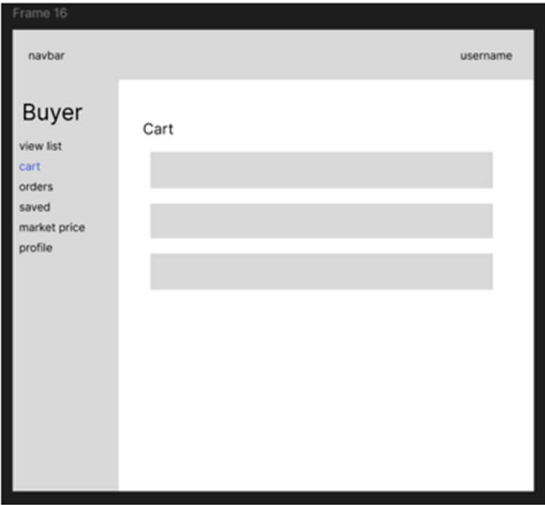 Frame 16
navbar username
Buyer
view list
cart
orders
saved
market price
profile
Cart